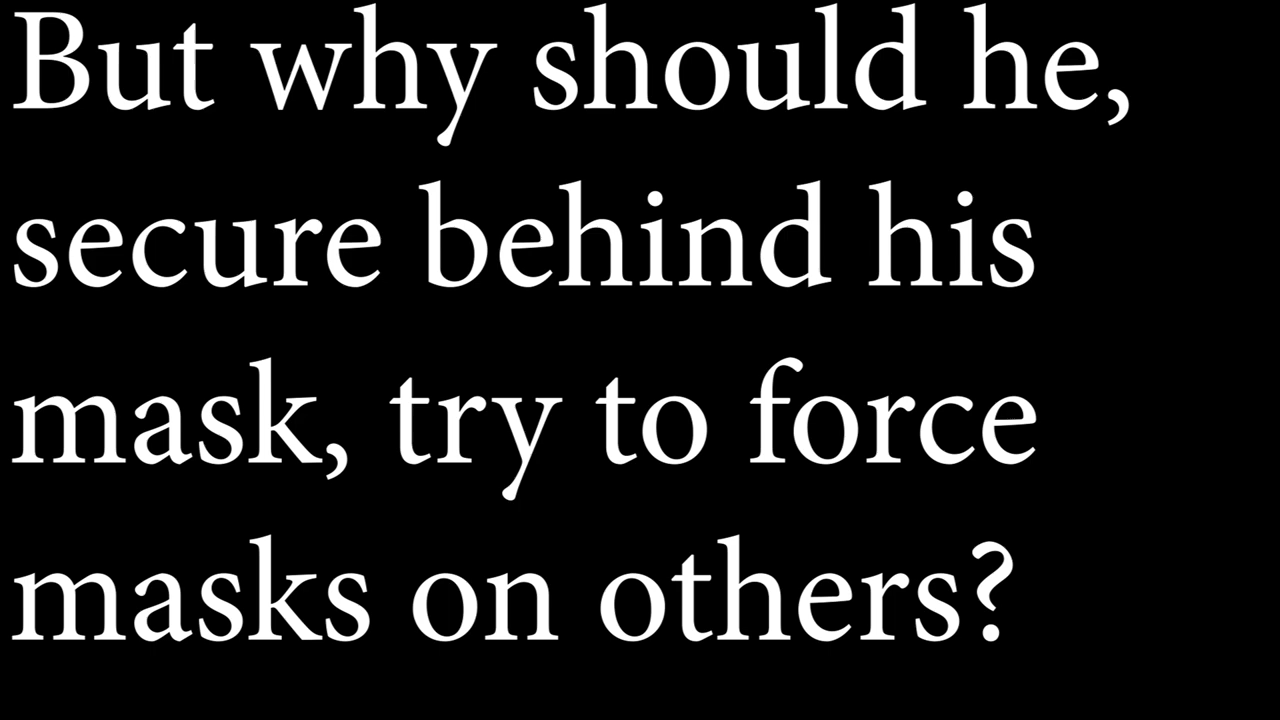 But why should he,
secure behind his
mask, try to force
masks on others?